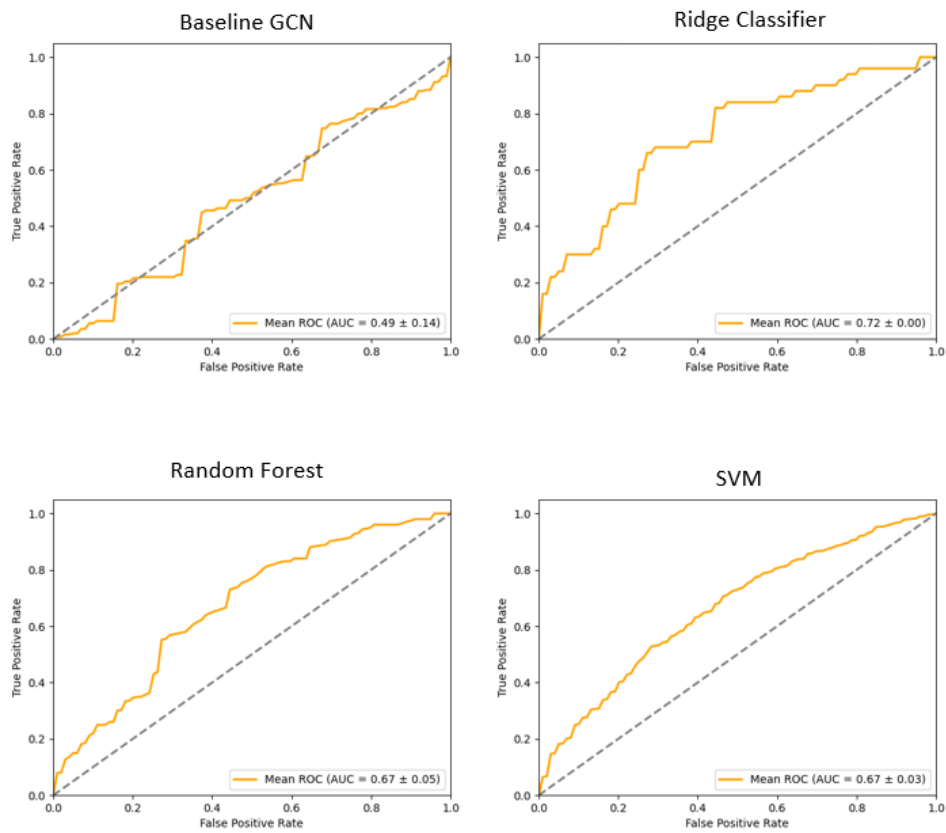 Baseline GCN
1.0
0.8
0.6
0.4
0.2
0.0
True Positive Rate
Mean ROC (AUC = 0.49 ± 0.14)
0.0 0.2 0.4 0.6 0.8 1.0
False Positive Rate
Ridge Classifier
1.0
0.8
0.6
0.4
0.2
0.0
True Positive Rate
Mean ROC (AUC = 0.72 ± 0.00)
0.0 0.2 0.4 0.6 0.8 1.0
False Positive Rate
Random Forest
1.0
0.8
0.6
0.4
0.2
0.0
True Positive Rate
Mean ROC (AUC = 0.67 ± 0.05)
0.0 0.2 0.4 0.6 0.8 1.0
False Positive Rate
SVM
1.0
0.8
0.6
0.4
0.2
0.0
True Positive Rate
Mean ROC (AUC = 0.67 ± 0.03)
0.0 0.2 0.4 0.6 0.8 1.0
False Positive Rate